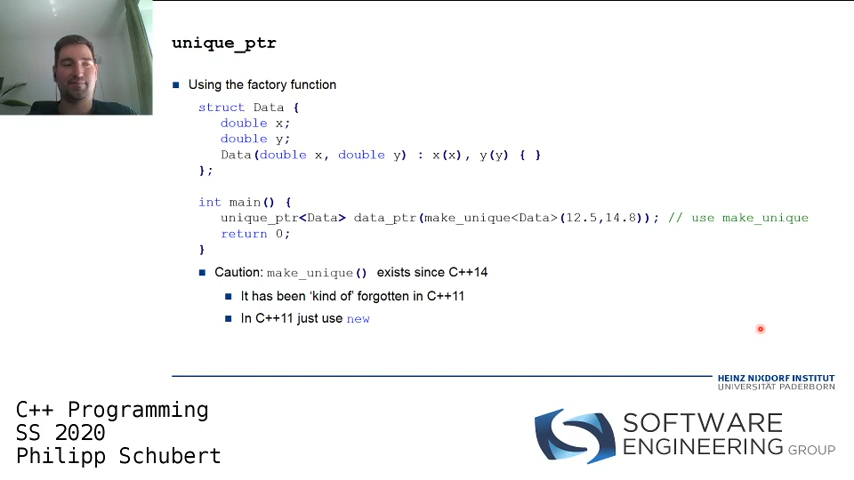 unique_ptr
Using the factory function
struct Data {
double x;
double y;
Data(double x, double y) : x(x), y(y) { }
};
int main() {
unique_ptr<Data> data_ptr(make_unique<Data>(12.5,14.8)); // use make_unique
return 0;
}
Caution: make_unique() exists since C++14
It has been 'kind of' forgotten in C++11
In C++11 just use new
HEINZ NIXDORF INSTITUT
UNIVERSITÄT PADERBORN
C++ Programming
SS 2020
Philipp Schubert
SOFTWARE
ENGINEERING GROUP